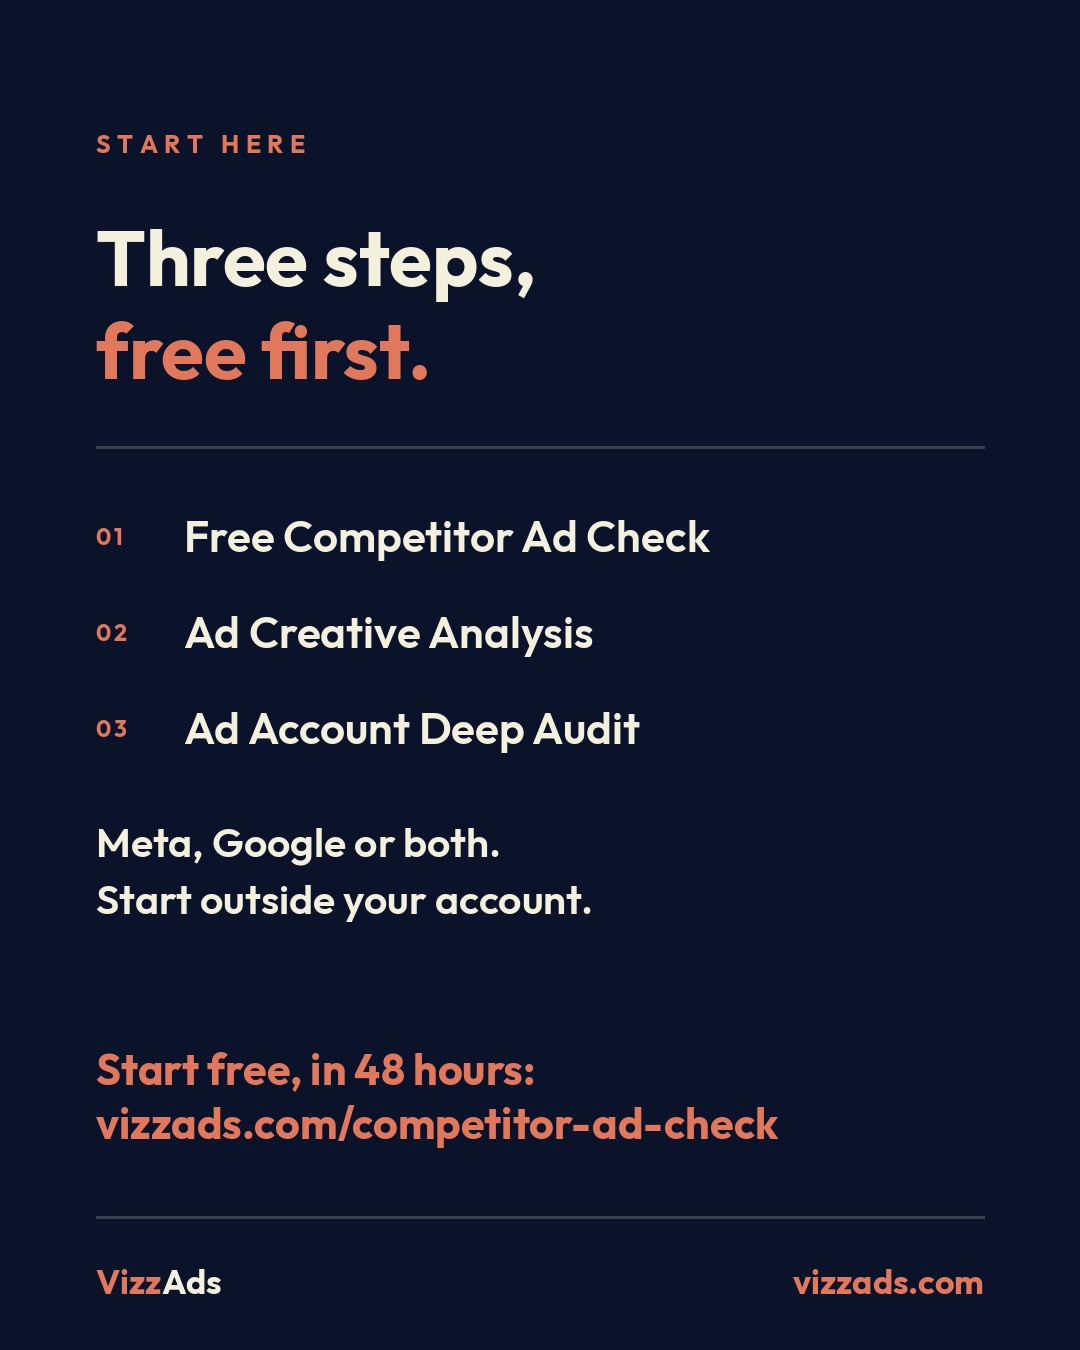 START HERE
Three steps,
free first.
01 Free Competitor Ad Check
02 Ad Creative Analysis
03 Ad Account Deep Audit
Meta, Google or both.
Start outside your account.
Start free, in 48 hours:
vizzads.com/competitor-ad-check
VizzAds vizzads.com